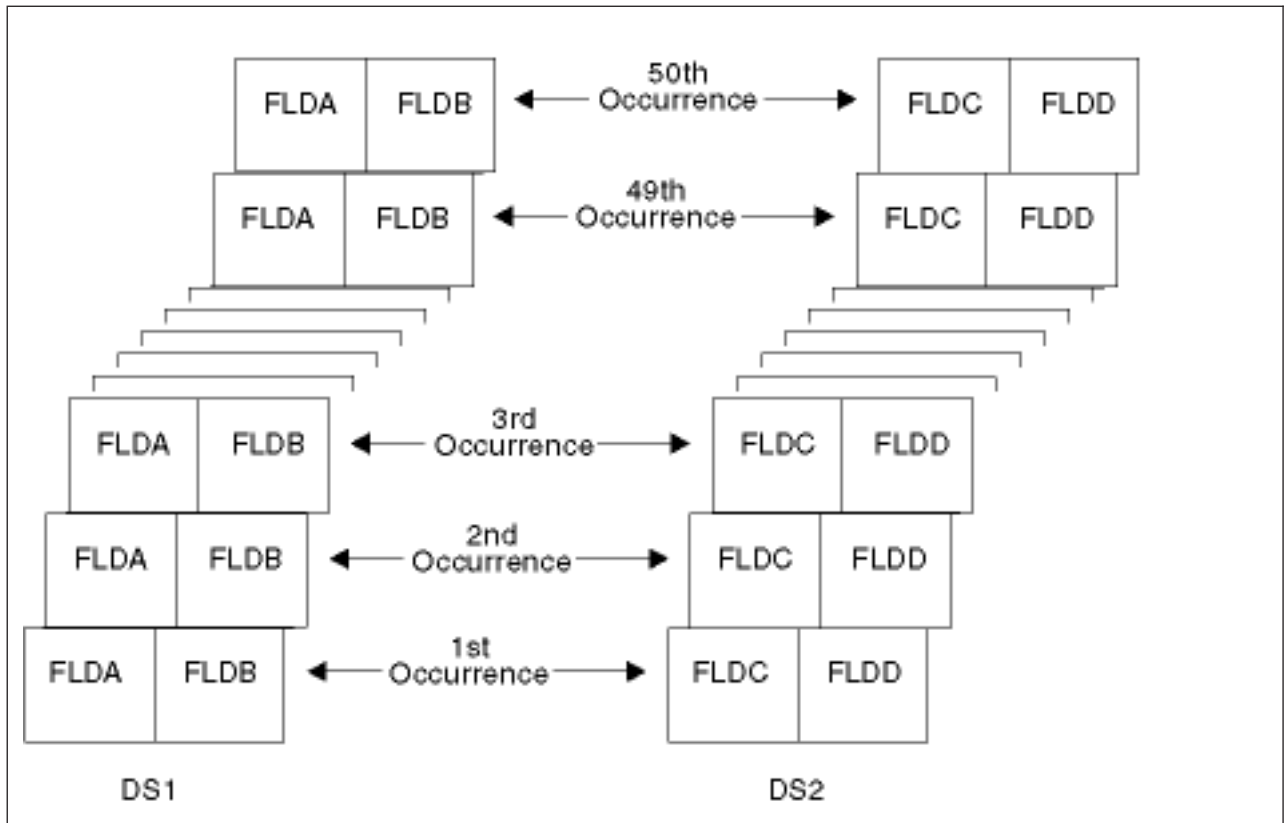 FLDA FLDB 50th Occurrence FLDC FLDD
FLDA FLDB 49th Occurrence FLDC FLDD
FLDA FLDB 3rd Occurrence FLDC FLDD
FLDA FLDB 2nd Occurrence FLDC FLDD
FLDA FLDB 1st Occurrence FLDC FLDD
DS1 DS2